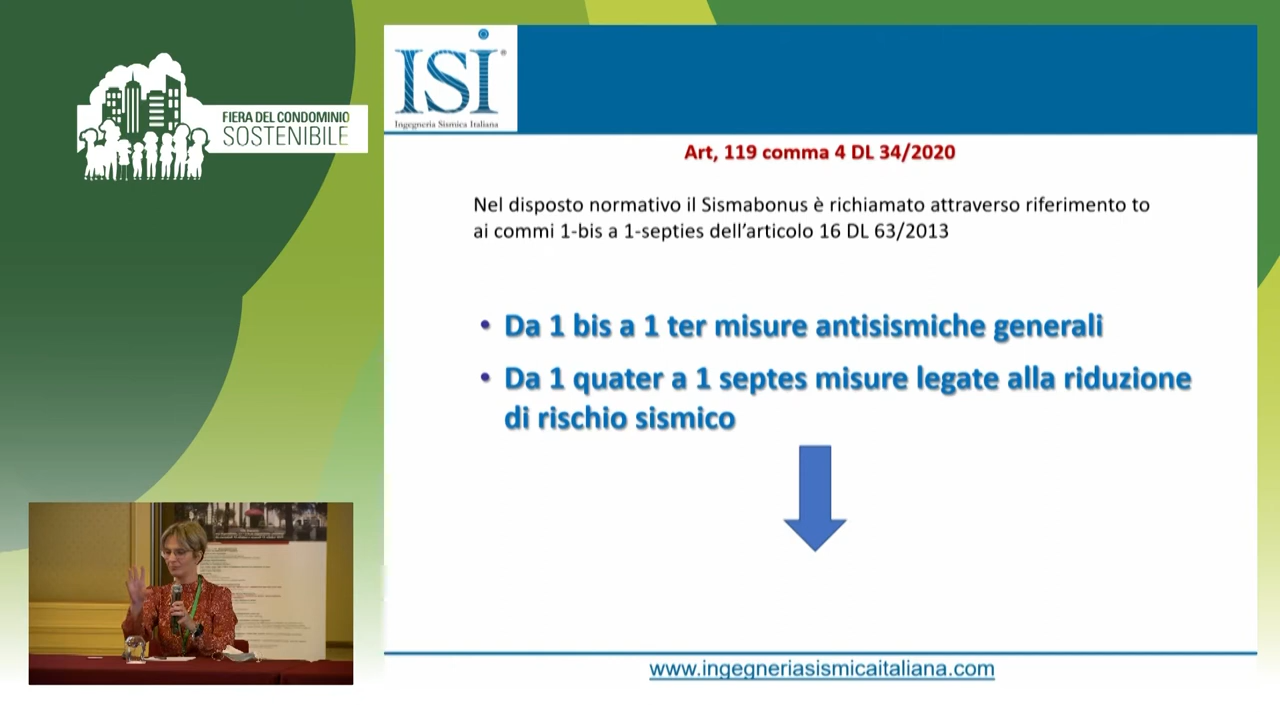 FIERA DEL CONDOMINIO
SOSTENIBILE
ISI
®
Ingegneria Sismica Italiana
Art, 119 comma 4 DL 34/2020
Nel disposto normativo il Sismabonus è richiamato attraverso riferimento to
ai commi 1-bis a 1-septies dell’articolo 16 DL 63/2013
• Da 1 bis a 1 ter misure antisismiche generali
• Da 1 quater a 1 septes misure legate alla riduzione
di rischio sismico
www.ingegneriasismicaitaliana.com